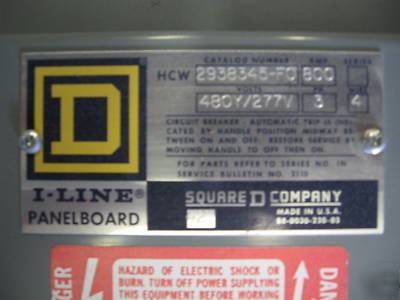 CATALOG NUMBER AMP. SERIES
HCW 2938345-FQ 800
VOLTS PH. WIRE
480Y/277V 3 4
CIRCUIT BREAKER - AUTOMATIC TRIP IS INDI-
CATED BY HANDLE POSITION MIDWAY BE-
TWEEN ON AND OFF. RESTORE SERVICE BY
MOVING HANDLE TO OFF THEN ON.
FOR PARTS REFER TO SERIES NO. IN
SERVICE BULLETIN NO.
D
I-LINE®
PANELBOARD
SQUARE D COMPANY
MADE IN U.S.A.
DANGER
HAZARD OF ELECTRIC SHOCK OR
BURN. TURN OFF POWER SUPPLYING
THIS EQUIPMENT BEFORE WORKING
DAN